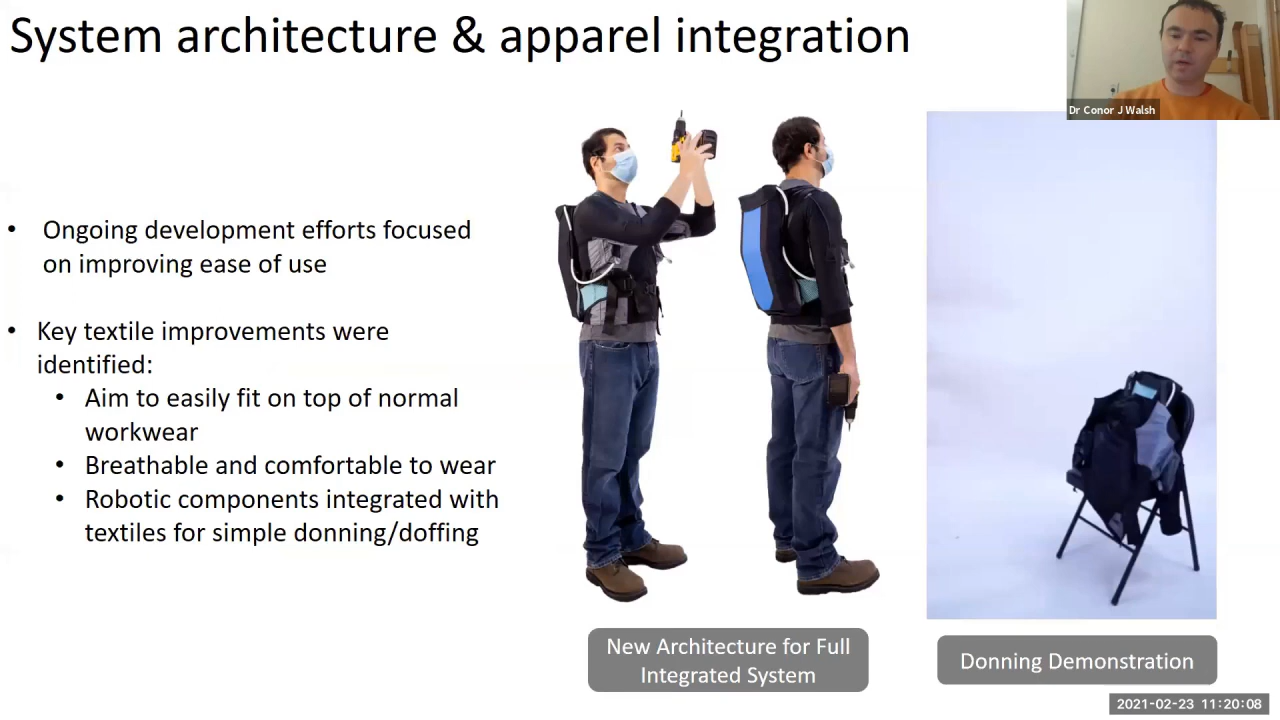 System architecture & apparel integration
Dr Conor J Walsh
• Ongoing development efforts focused
on improving ease of use
• Key textile improvements were
identified:
• Aim to easily fit on top of normal
workwear
• Breathable and comfortable to wear
• Robotic components integrated with
textiles for simple donning/doffing
New Architecture for Full
Integrated System
Donning Demonstration
2021-02-23 11:20:08